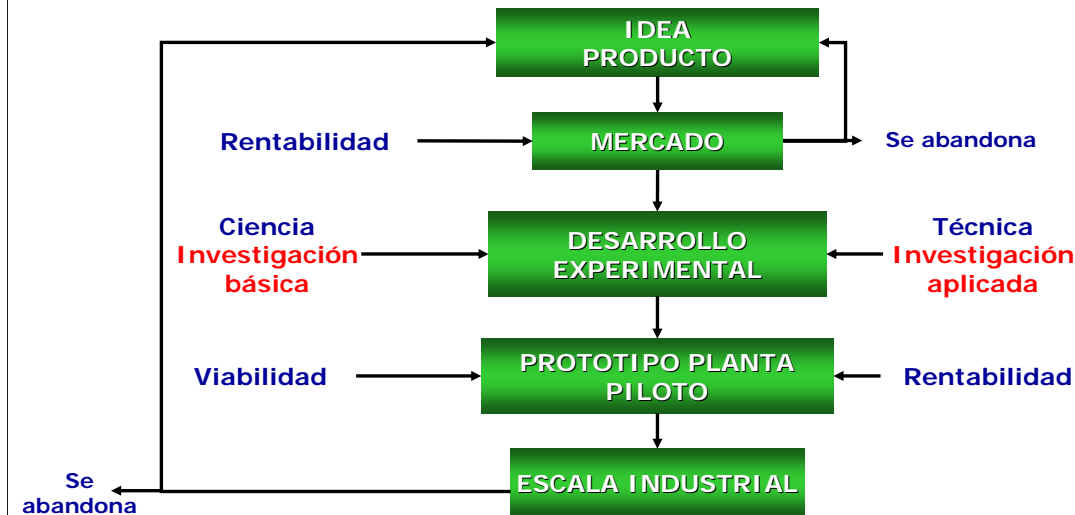 IDEA
PRODUCTO
Rentabilidad
MERCADO
Se abandona
Ciencia
Investigación
básica
DESARROLLO
EXPERIMENTAL
Técnica
Investigación
aplicada
Viabilidad
PROTOTIPO PLANTA
PILOTO
Rentabilidad
Se
abandona
ESCALA INDUSTRIAL